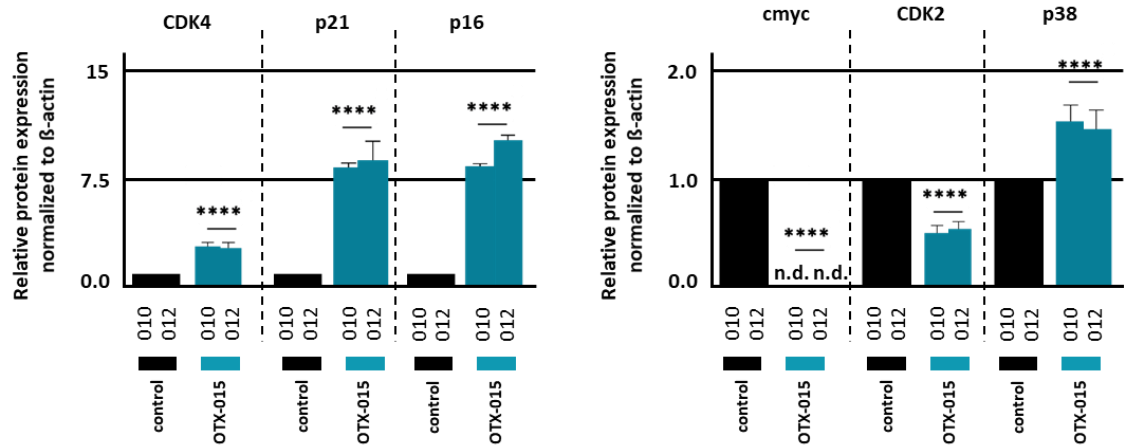 CDK4 p21 p16
Relative protein expression
normalized to ß-actin
15
7.5
0.0
****
****
****
010 012 010 012 010 012 010 012 010 012 010 012
control OTX-015 control OTX-015 control OTX-015
cmyc CDK2 p38
Relative protein expression
normalized to ß-actin
2.0
1.0
0.0
****
n.d. n.d.
****
****
010 012 010 012 010 012 010 012 010 012 010 012
control OTX-015 control OTX-015 control OTX-015